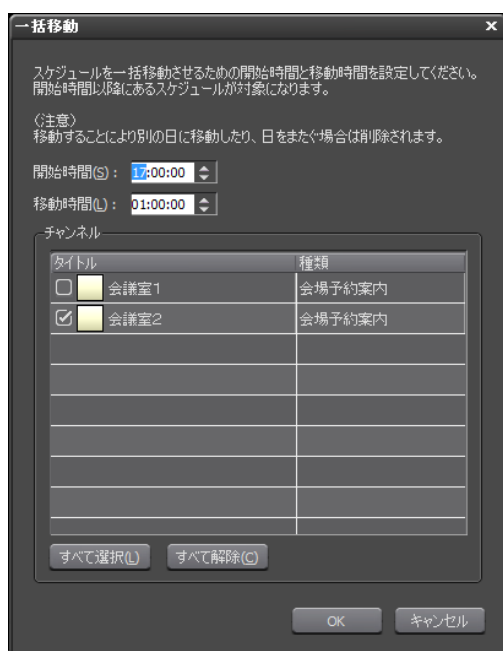 一括移動
スケジュールを一括移動させるための開始時間と移動時間を設定してください。
開始時間以降にあるスケジュールが対象になります。
(注意)
移動することにより別の日に移動したり、日をまたぐ場合は削除されます。
開始時間(S): 17:00:00
移動時間(L): 01:00:00
チャンネル
タイトル 種類
会議室1 会場予約案内
会議室2 会場予約案内
すべて選択(L) すべて解除(C)
OK キャンセル